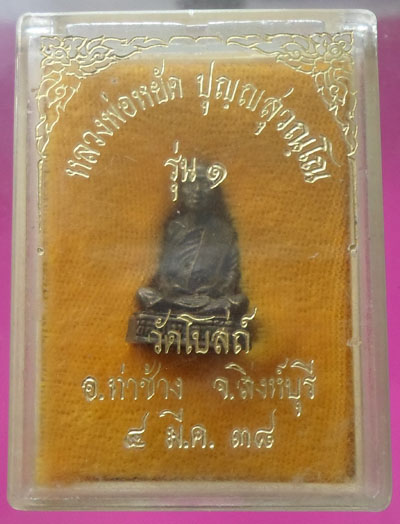 หลวงพ่อหยัด ปุญญสุวณฺโณ
รุ่น ๑
วัดโบสถ์
อ.ท่าช้าง จ.สิงห์บุรี
๕ มี.ค. ๓๘